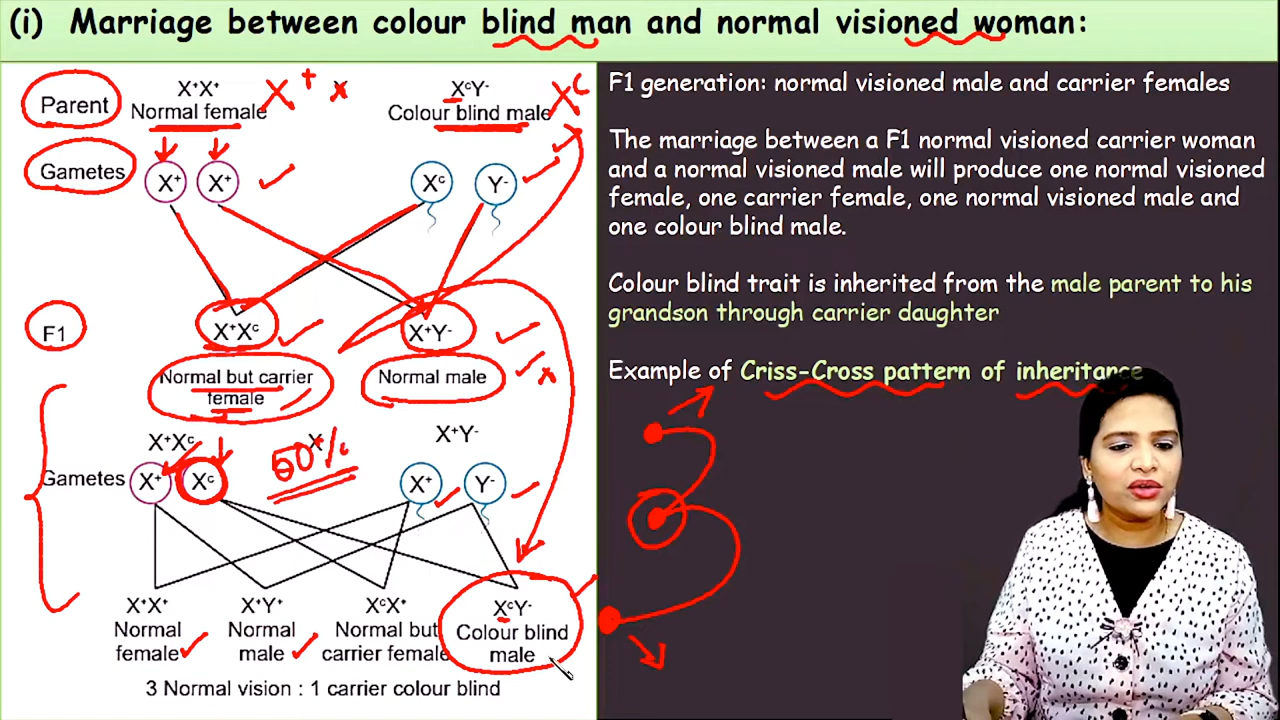 (i) Marriage between colour blind man and normal visioned woman:
Parent
X⁺X⁺
Normal female
X⁺ x
XᶜY⁻
Colour blind male
Xᶜ
Gametes
X⁺ X⁺ Xᶜ Y⁻
F1
X⁺Xᶜ X⁺Y⁻
Normal but carrier
female
Normal male
X⁺Xᶜ X X⁺Y⁻
Gametes
X⁺ Xᶜ 50% X⁺ Y⁻
X⁺X⁺
Normal
female
X⁺Y⁺
Normal
male
XᶜX⁺
Normal but
carrier female
XᶜY⁻
Colour blind
male
3 Normal vision : 1 carrier colour blind
F1 generation: normal visioned male and carrier females
The marriage between a F1 normal visioned carrier woman
and a normal visioned male will produce one normal visioned
female, one carrier female, one normal visioned male and
one colour blind male.
Colour blind trait is inherited from the male parent to his
grandson through carrier daughter
Example of Criss-Cross pattern of inheritance